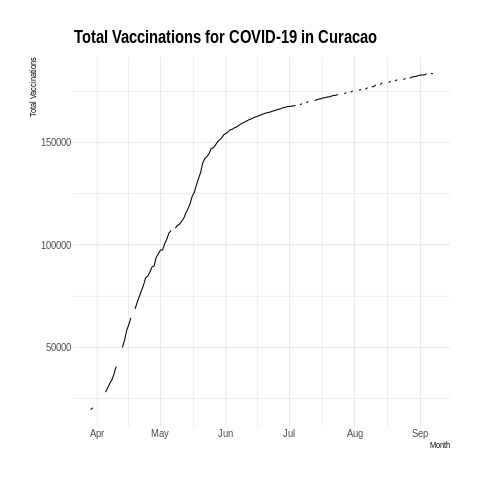 Total Vaccinations for COVID-19 in Curacao
Total Vaccinations
150000
100000
50000
Apr May Jun Jul Aug Sep
Month